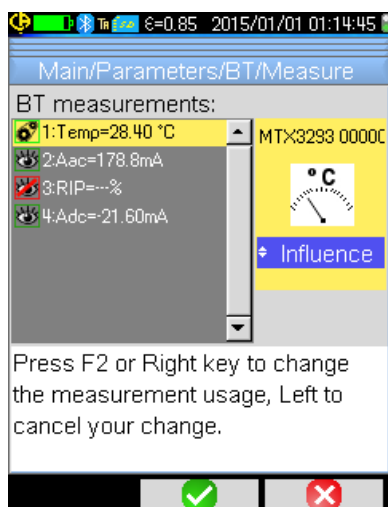 ε=0.85 2015/01/01 01:14:45
Main/Parameters/BT/Measure
BT measurements:
1:Temp=28.40 °C
2:Aac=178.8mA
3:RIP=---%
4:Adc=-21.60mA
MTX3293 0000
°C
Influence
Press F2 or Right key to change
the measurement usage, Left to
cancel your change.